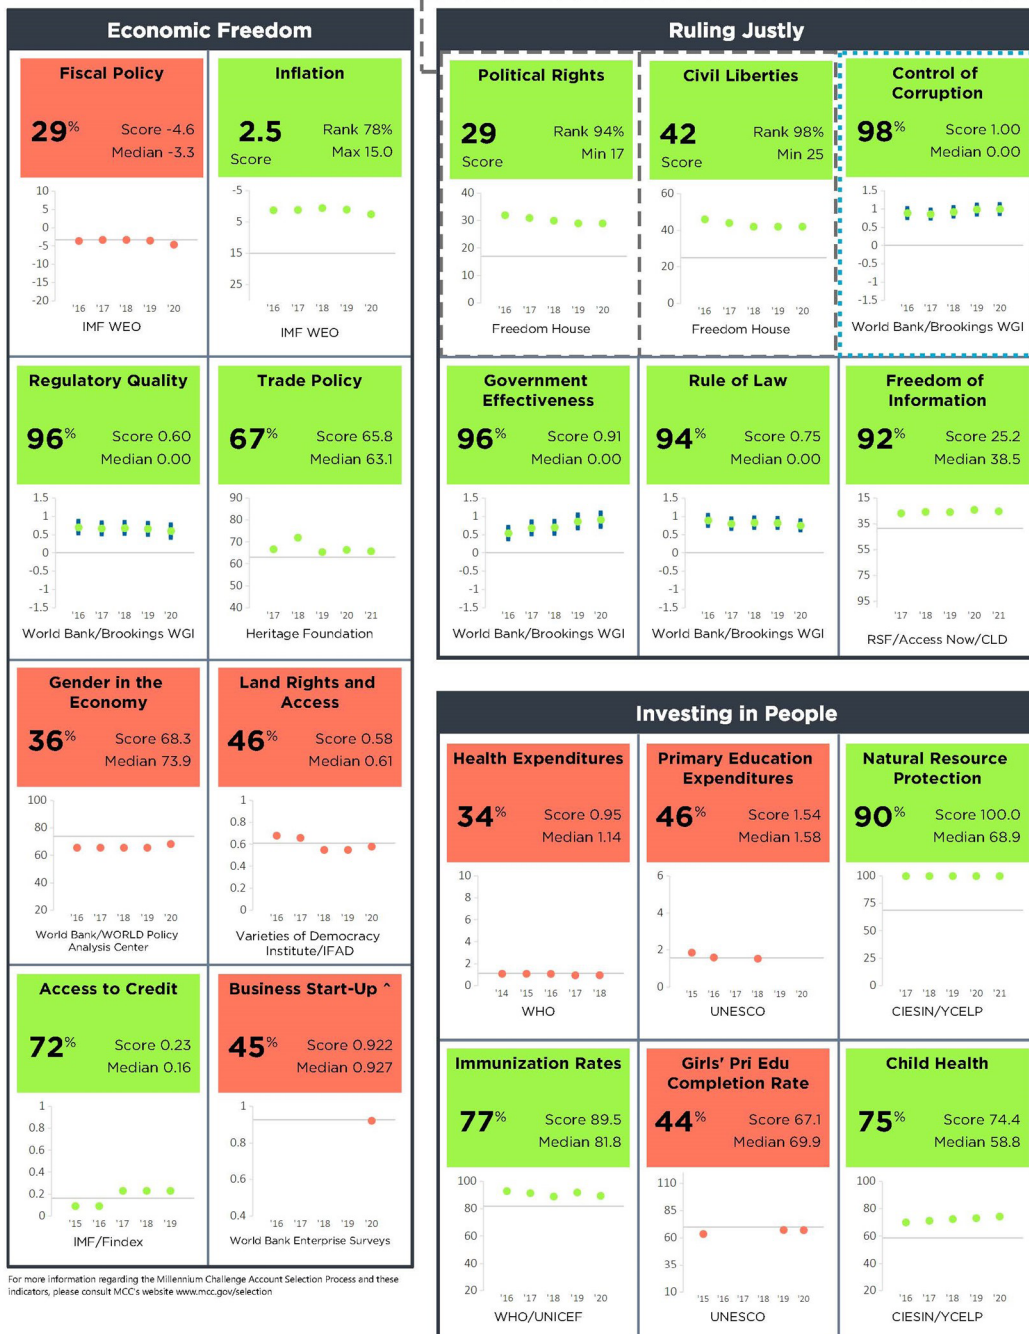 Economic Freedom
Fiscal Policy
29%
Score -4.6
Median -3.3
10
5
0
-5
-10
-15
-20
'16 '17 '18 '19 '20
IMF WEO
Inflation
2.5
Score
Rank 78%
Max 15.0
-5
5
15
25
'16 '17 '18 '19 '20
IMF WEO
Regulatory Quality
96%
Score 0.60
Median 0.00
1.5
1
0.5
0
-0.5
-1
-1.5
'16 '17 '18 '19 '20
World Bank/Brookings WGI
Trade Policy
67%
Score 65.8
Median 63.1
90
80
70
60
50
40
'17 '18 '19 '20 '21
Heritage Foundation
Gender in the
Economy
36%
Score 68.3
Median 73.9
100
80
60
40
20
'16 '17 '18 '19 '20
World Bank/WORLD Policy
Analysis Center
Land Rights and
Access
46%
Score 0.58
Median 0.61
1
0.8
0.6
0.4
0.2
0
'16 '17 '18 '19 '20
Varieties of Democracy
Institute/IFAD
Access to Credit
72%
Score 0.23
Median 0.16
1
0.8
0.6
0.4
0.2
0
'15 '16 '17 '18 '19
IMF/Findex
Business Start-Up ^
45%
Score 0.922
Median 0.927
1
0.8
0.6
0.4
'16 '17 '18 '19 '20
World Bank Enterprise Surveys
For more information regarding the Millennium Challenge Account Selection Process and these
indicators, please consult MCC's website www.mcc.gov/selection
Ruling Justly
Political Rights
29
Score
Rank 94%
Min 17
40
30
20
10
0
'16 '17 '18 '19 '20
Freedom House
Civil Liberties
42
Score
Rank 98%
Min 25
60
40
20
0
'16 '17 '18 '19 '20
Freedom House
Control of
Corruption
98%
Score 1.00
Median 0.00
1.5
1
0.5
0
-0.5
-1
-1.5
'16 '17 '18 '19 '20
World Bank/Brookings WGI
Government
Effectiveness
96%
Score 0.91
Median 0.00
1.5
1
0.5
0
-0.5
-1
-1.5
'16 '17 '18 '19 '20
World Bank/Brookings WGI
Rule of Law
94%
Score 0.75
Median 0.00
1.5
1
0.5
0
-0.5
-1
-1.5
'16 '17 '18 '19 '20
World Bank/Brookings WGI
Freedom of
Information
92%
Score 25.2
Median 38.5
15
35
55
75
95
'17 '18 '19 '20 '21
RSF/Access Now/CLD
Investing in People
Health Expenditures
34%
Score 0.95
Median 1.14
10
8
6
4
2
0
'14 '15 '16 '17 '18
WHO
Primary Education
Expenditures
46%
Score 1.54
Median 1.58
6
4
2
0
'15 '16 '17 '18 '19 '20
UNESCO
Natural Resource
Protection
90%
Score 100.0
Median 68.9
100
75
50
25
0
'17 '18 '19 '20 '21
CIESIN/YCELP
Immunization Rates
77%
Score 89.5
Median 81.8
100
80
60
40
20
'16 '17 '18 '19 '20
WHO/UNICEF
Girls' Pri Edu
Completion Rate
44%
Score 67.1
Median 69.9
110
85
60
35
10
'15 '16 '17 '18 '19 '20
UNESCO
Child Health
75%
Score 74.4
Median 58.8
100
80
60
40
20
'16 '17 '18 '19 '20
CIESIN/YCELP